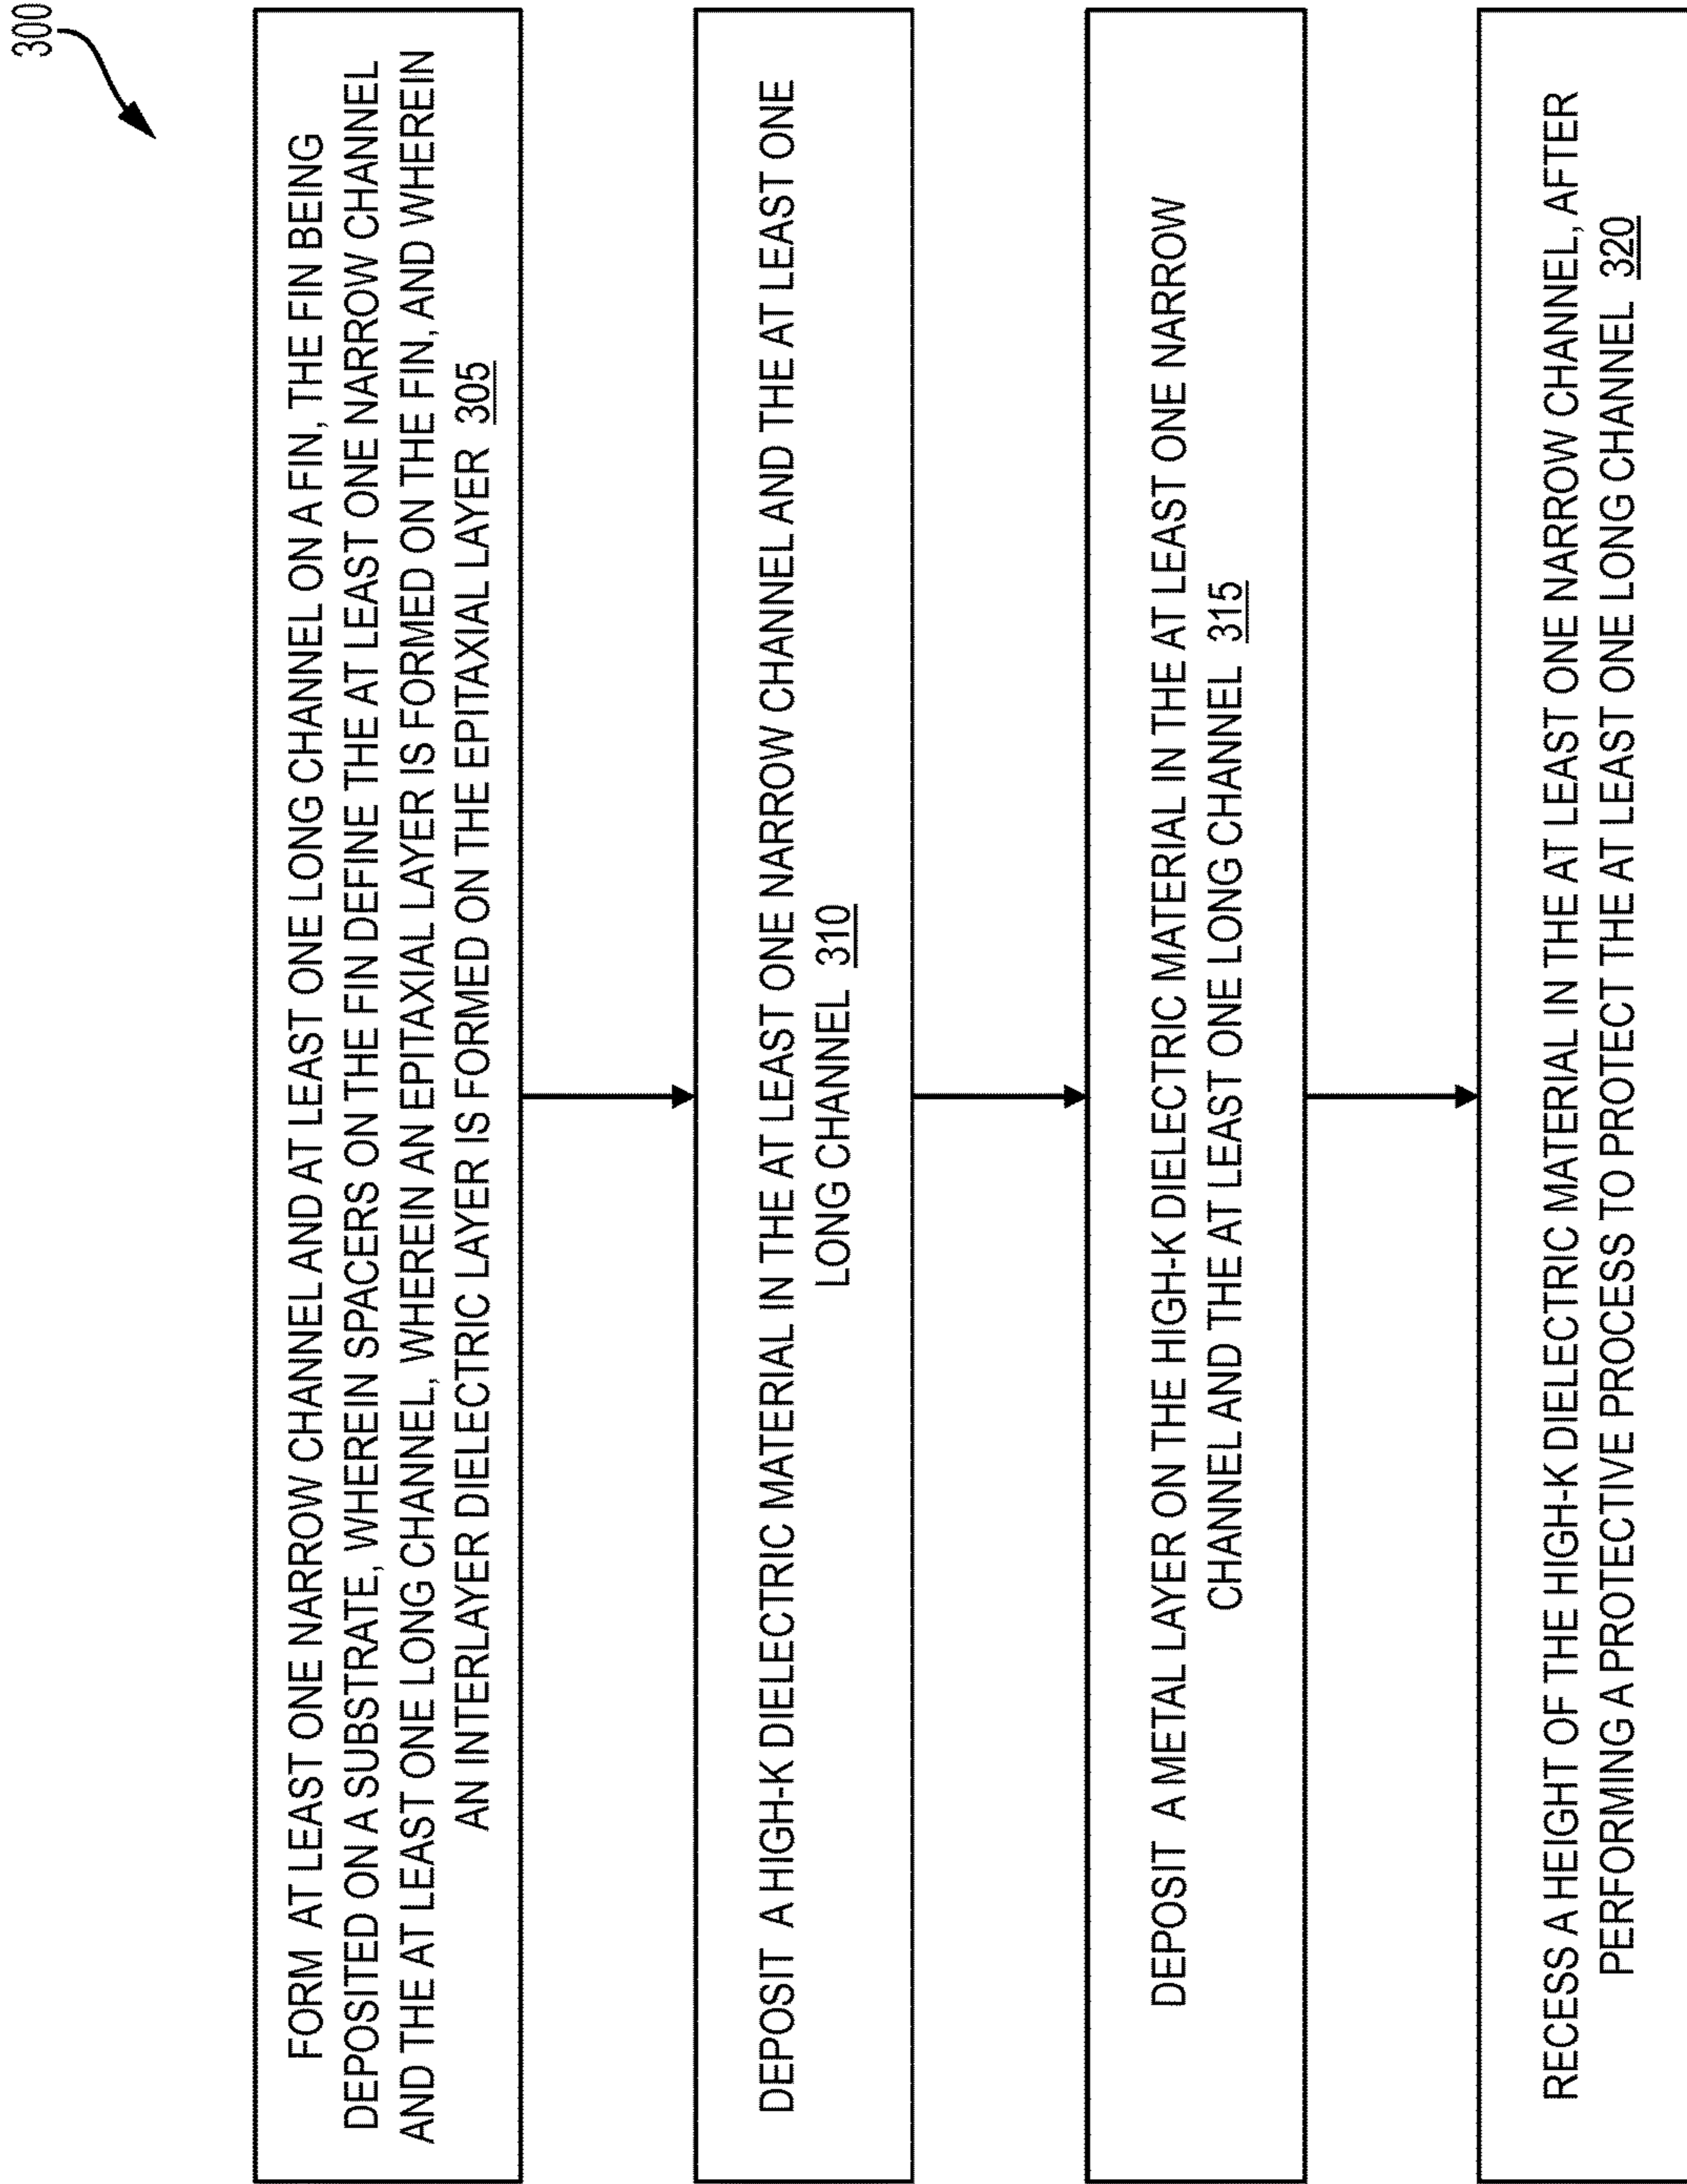 300
FORM AT LEAST ONE NARROW CHANNEL AND AT LEAST ONE LONG CHANNEL ON A FIN, THE FIN BEING
DEPOSITED ON A SUBSTRATE, WHEREIN SPACERS ON THE FIN DEFINE THE AT LEAST ONE NARROW CHANNEL
AND THE AT LEAST ONE LONG CHANNEL, WHEREIN AN EPITAXIAL LAYER IS FORMED ON THE FIN, AND WHEREIN
AN INTERLAYER DIELECTRIC LAYER IS FORMED ON THE EPITAXIAL LAYER 305
DEPOSIT A HIGH-K DIELECTRIC MATERIAL IN THE AT LEAST ONE NARROW CHANNEL AND THE AT LEAST ONE
LONG CHANNEL 310
DEPOSIT A METAL LAYER ON THE HIGH-K DIELECTRIC MATERIAL IN THE AT LEAST ONE NARROW
CHANNEL AND THE AT LEAST ONE LONG CHANNEL 315
RECESS A HEIGHT OF THE HIGH-K DIELECTRIC MATERIAL IN THE AT LEAST ONE NARROW CHANNEL, AFTER
PERFORMING A PROTECTIVE PROCESS TO PROTECT THE AT LEAST ONE LONG CHANNEL 320